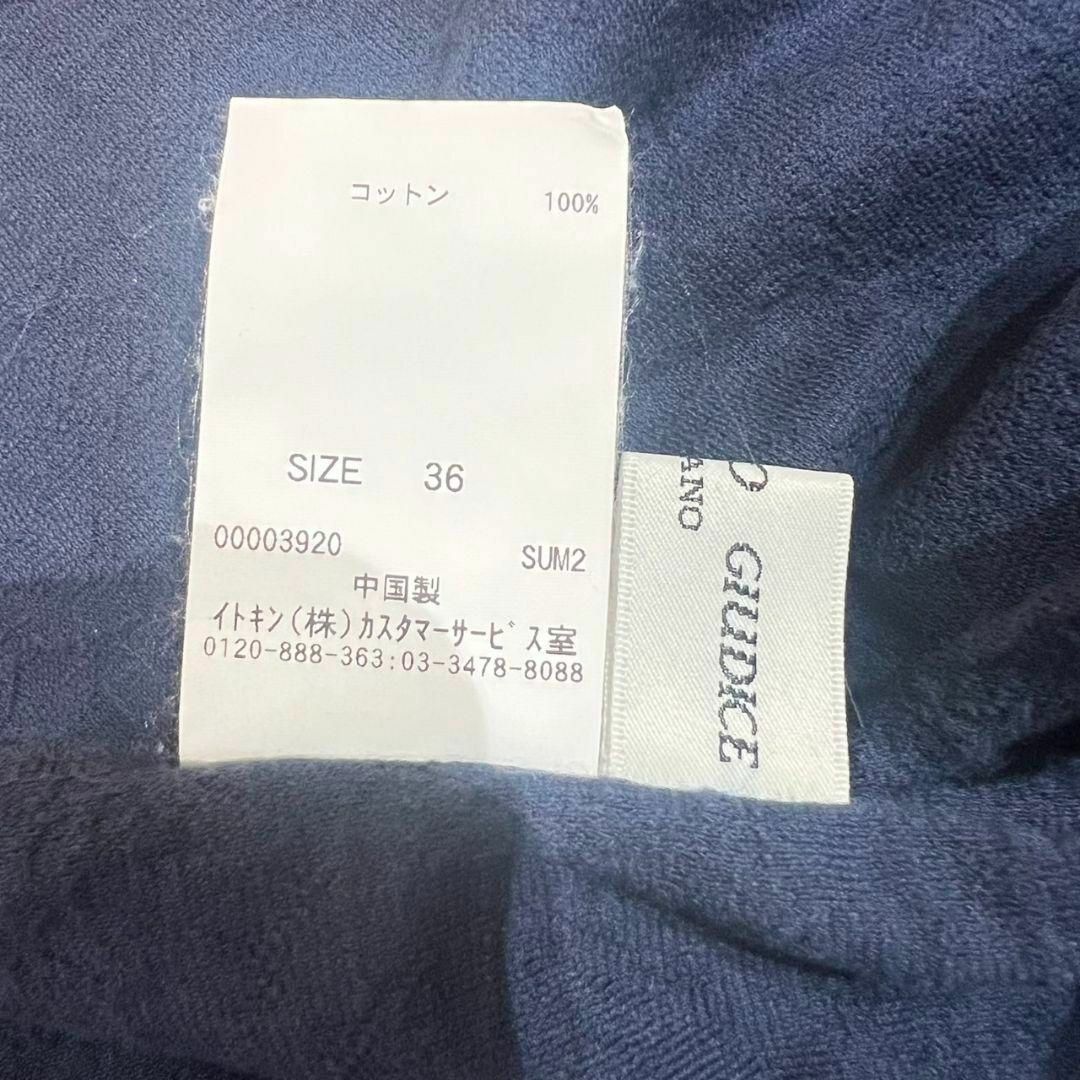 コットン 100%
SIZE 36
00003920 SUM2
中国製
イトキン(株)カスタマーサービス室
0120-888-363:03-3478-8088
GIUDICE